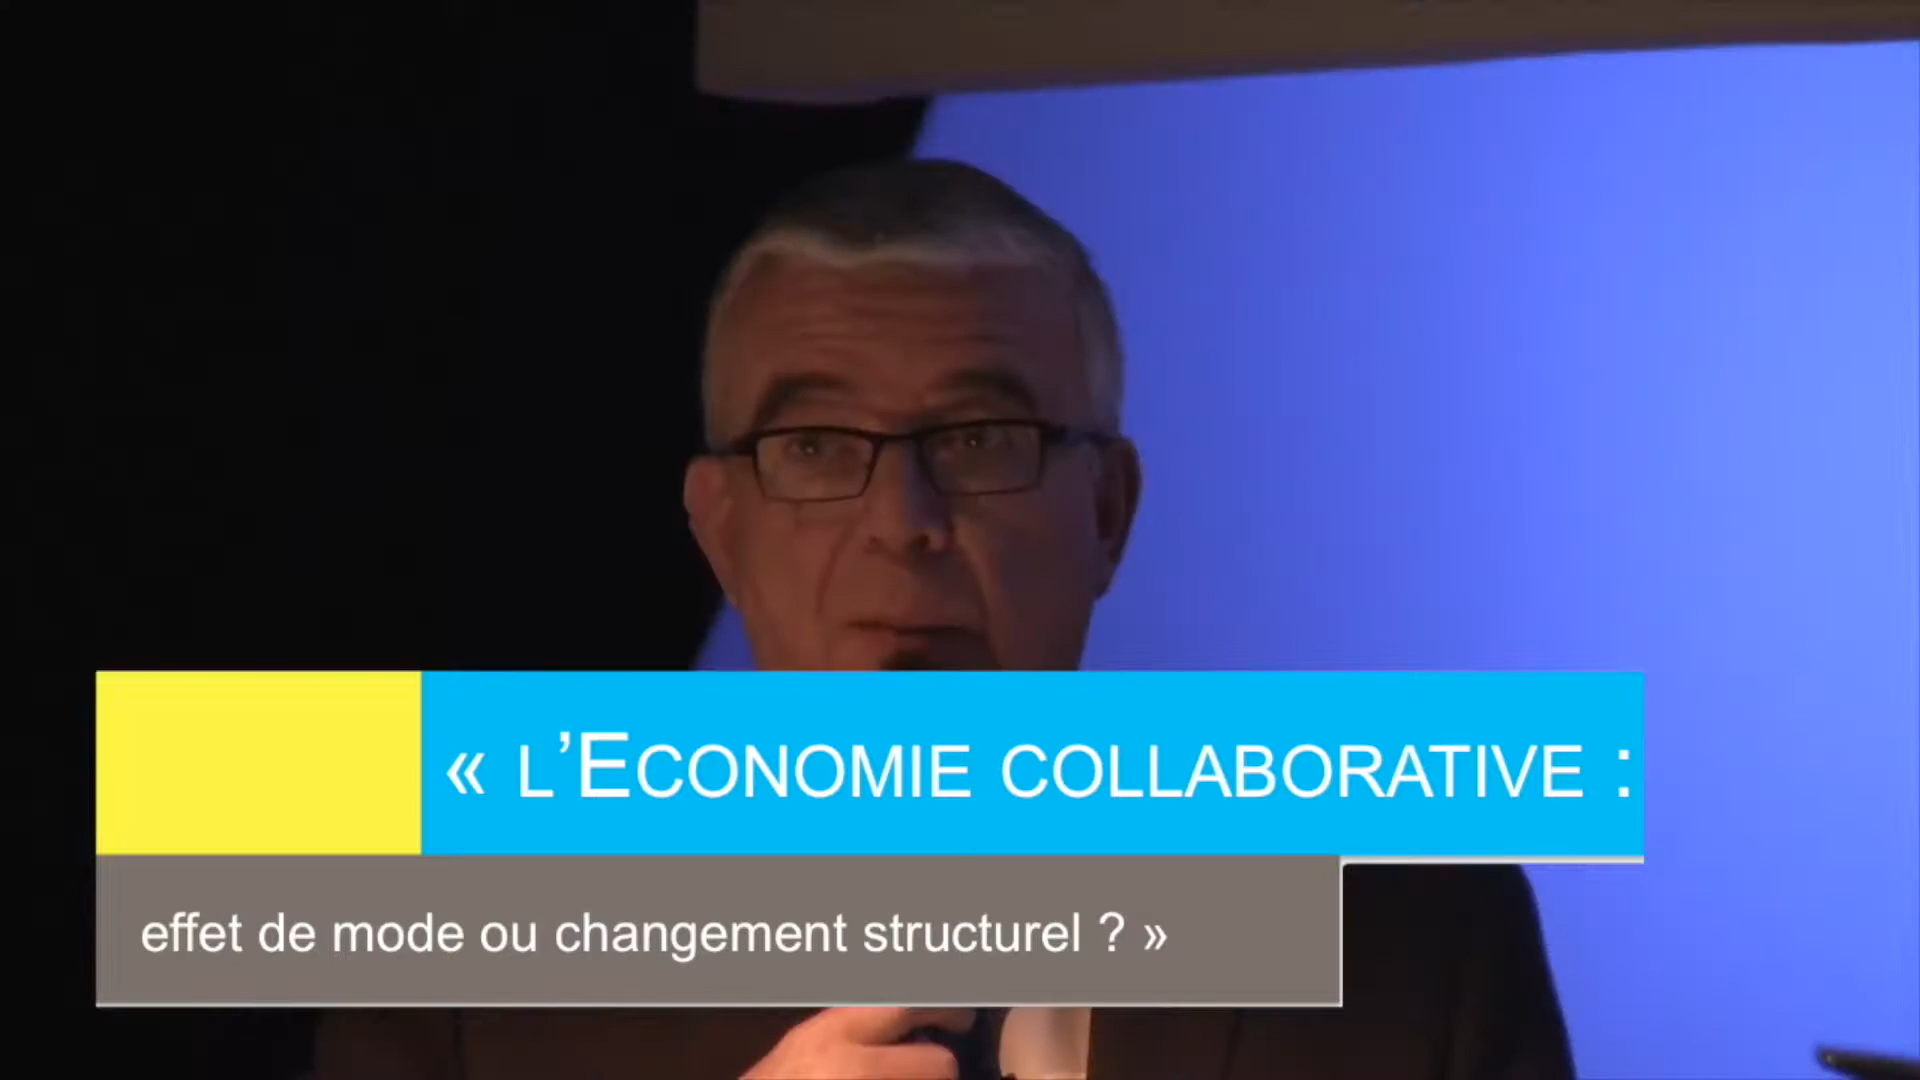 « L’ECONOMIE COLLABORATIVE :
effet de mode ou changement structurel ? »